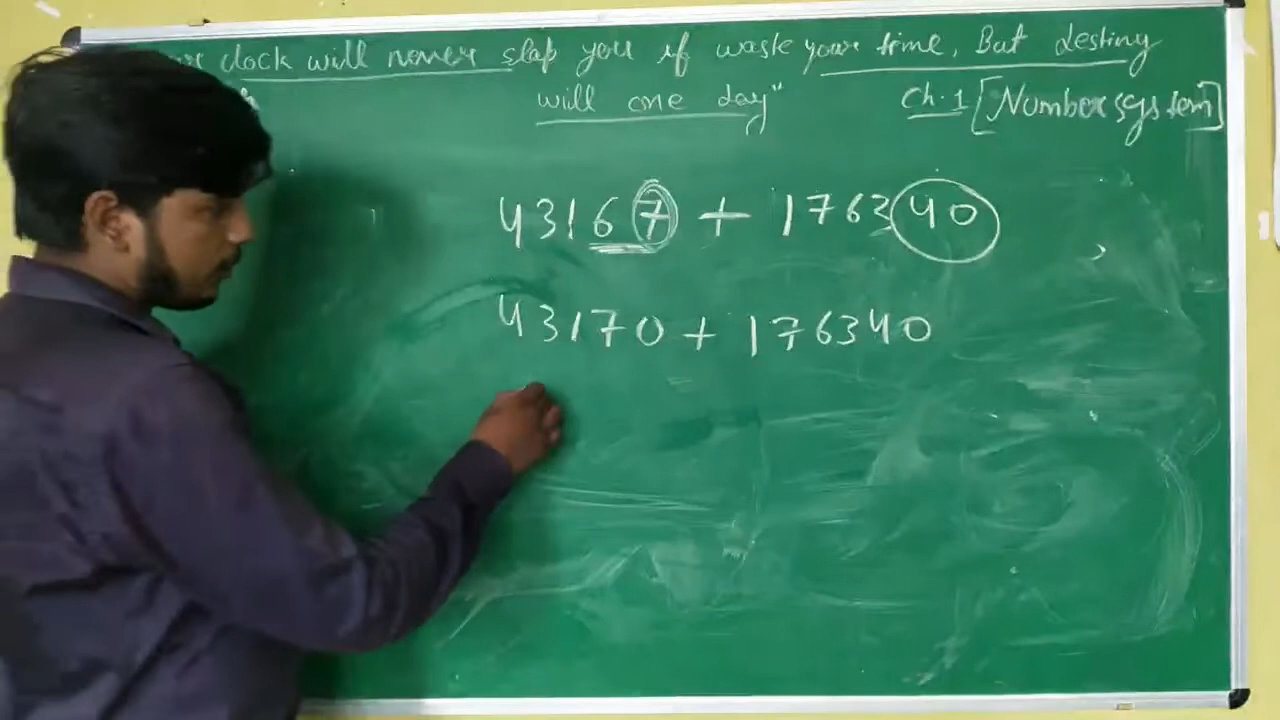 clock will never slap you if waste your time, But destiny
will one day"
Ch.1 [Number system]
43167 + 176340
43170 + 176340